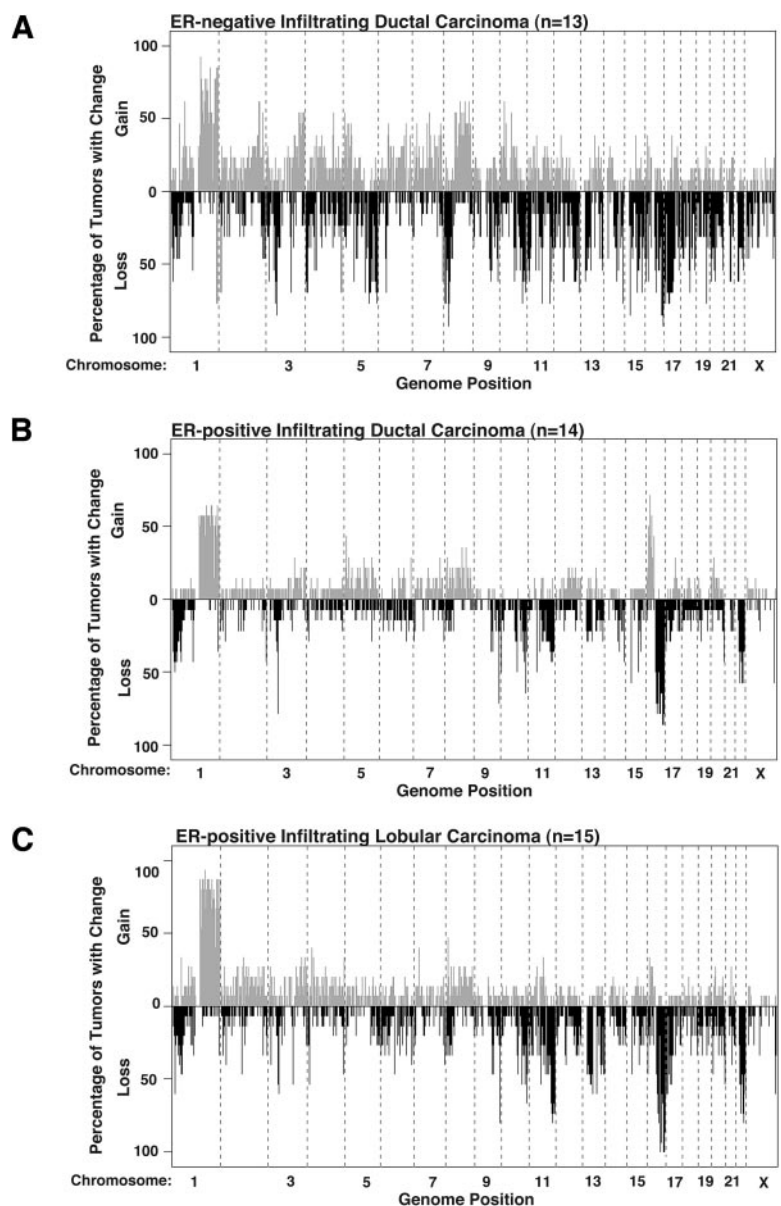 A
ER-negative Infiltrating Ductal Carcinoma (n=13)
Percentage of Tumors with Change
Loss Gain
100
50
0
50
100
Chromosome: 1 3 5 7 9 11 13 15 17 19 21 X
Genome Position
B
ER-positive Infiltrating Ductal Carcinoma (n=14)
Percentage of Tumors with Change
Loss Gain
100
50
0
50
100
Chromosome: 1 3 5 7 9 11 13 15 17 19 21 X
Genome Position
C
ER-positive Infiltrating Lobular Carcinoma (n=15)
Percentage of Tumors with Change
Loss Gain
100
50
0
50
100
Chromosome: 1 3 5 7 9 11 13 15 17 19 21 X
Genome Position